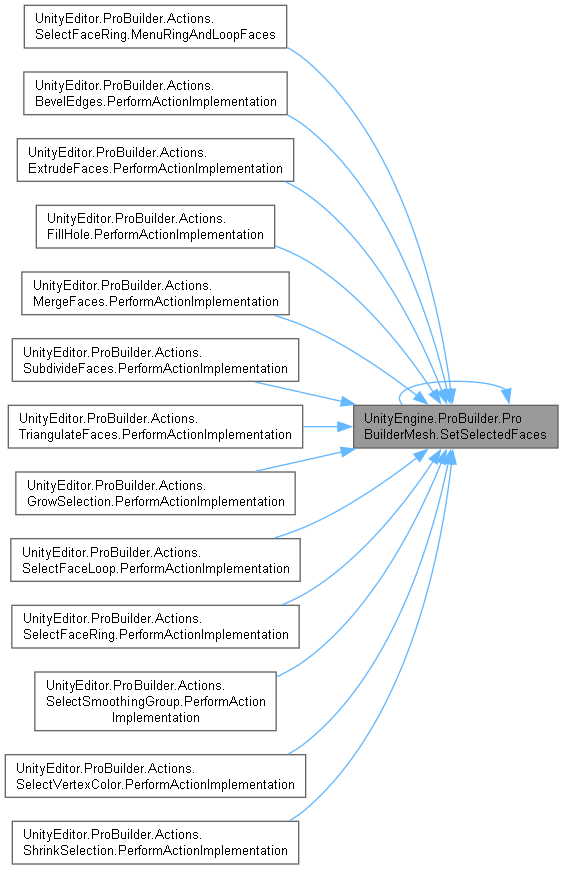 UnityEditor.ProBuilder.Actions.
SelectFaceRing.MenuRingAndLoopFaces
UnityEditor.ProBuilder.Actions.
BevelEdges.PerformActionImplementation
UnityEditor.ProBuilder.Actions.
ExtrudeFaces.PerformActionImplementation
UnityEditor.ProBuilder.Actions.
FillHole.PerformActionImplementation
UnityEditor.ProBuilder.Actions.
MergeFaces.PerformActionImplementation
UnityEditor.ProBuilder.Actions.
SubdivideFaces.PerformActionImplementation
UnityEditor.ProBuilder.Actions.
TriangulateFaces.PerformActionImplementation
UnityEngine.ProBuilder.Pro
BuilderMesh.SetSelectedFaces
UnityEditor.ProBuilder.Actions.
GrowSelection.PerformActionImplementation
UnityEditor.ProBuilder.Actions.
SelectFaceLoop.PerformActionImplementation
UnityEditor.ProBuilder.Actions.
SelectFaceRing.PerformActionImplementation
UnityEditor.ProBuilder.Actions.
SelectSmoothingGroup.PerformAction
Implementation
UnityEditor.ProBuilder.Actions.
SelectVertexColor.PerformActionImplementation
UnityEditor.ProBuilder.Actions.
ShrinkSelection.PerformActionImplementation